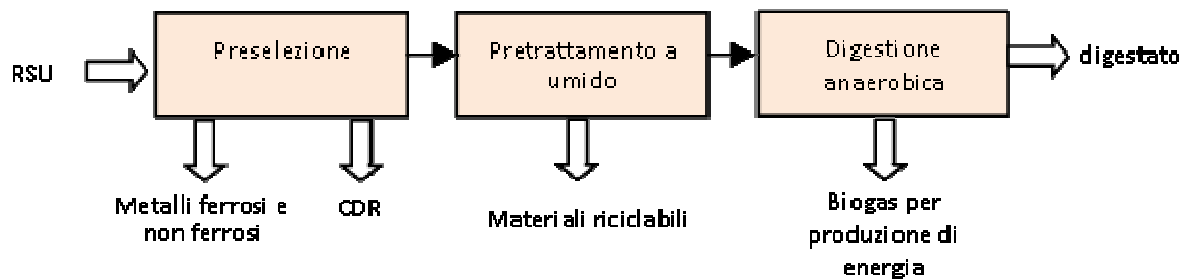 RSU
Preselezione
Pretrattamento a
umido
Digestione
anaerobica
digestato
Metalli ferrosi e
non ferrosi
CDR
Materiali riciclabili
Biogas per
produzione di
energia